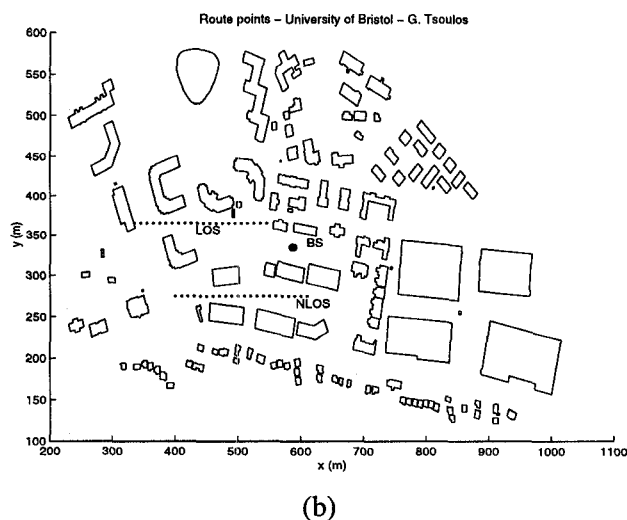 Route points – University of Bristol – G. Tsoulos
600
550
500
450
400
350
300
250
200
150
100
y (m)
LOS
BS
NLOS
200 300 400 500 600 700 800 900 1000 1100
x (m)
(b)